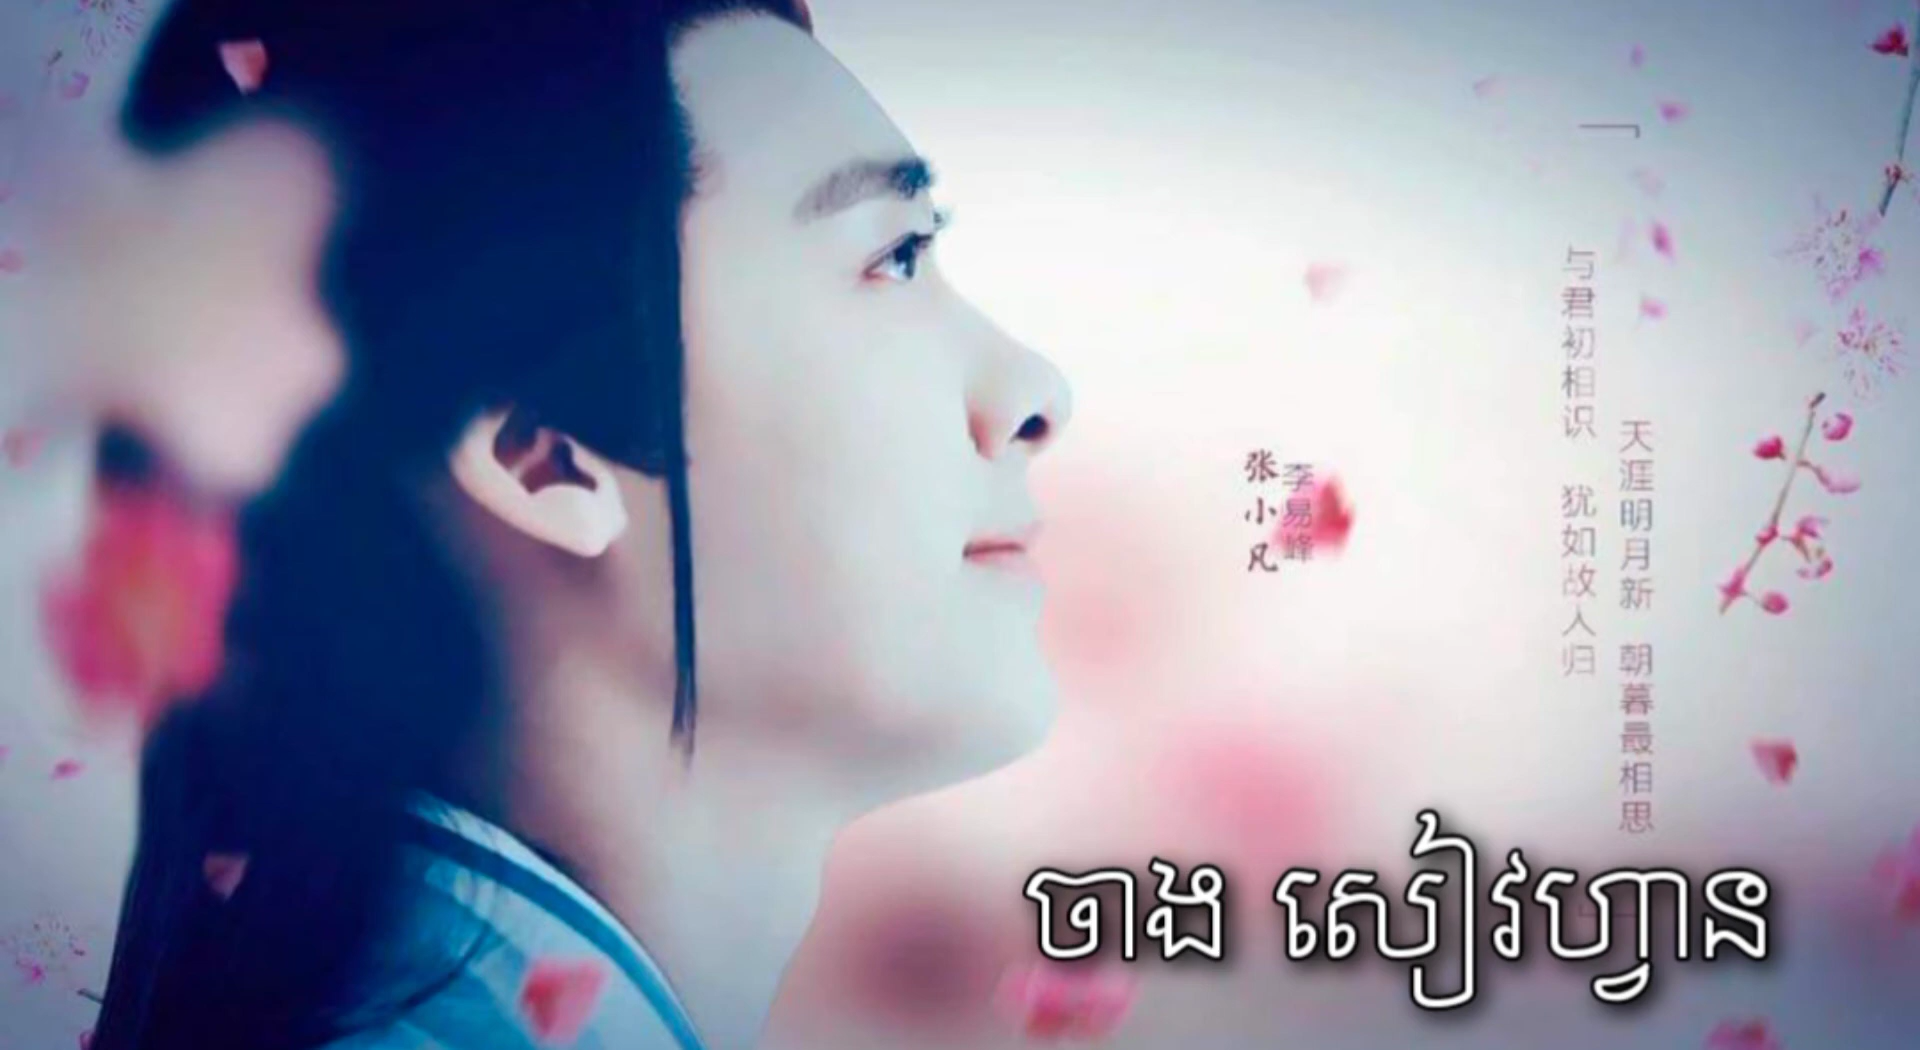 天涯明月新 朝暮最相思
与君初相识 犹如故人归
李易峰
张小凡
ចាង សៀវហ្វាន